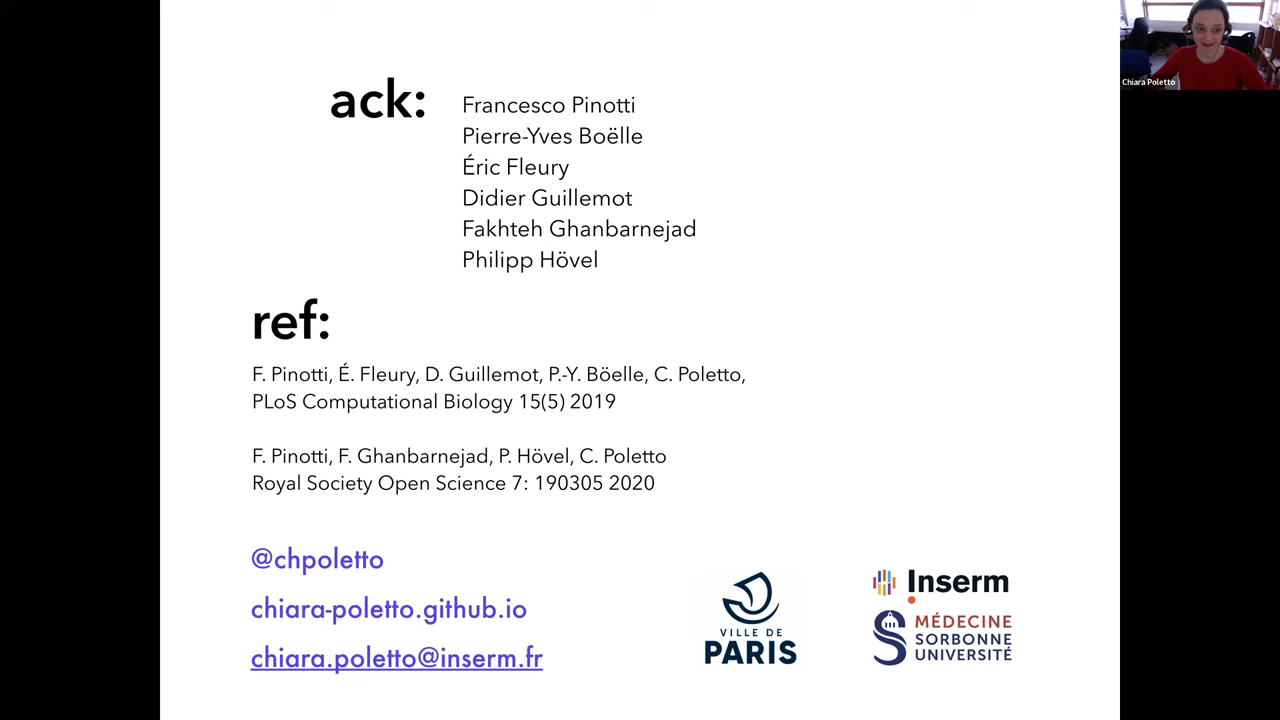 Chiara Poletto
ack:
Francesco Pinotti
Pierre-Yves Boëlle
Éric Fleury
Didier Guillemot
Fakhteh Ghanbarnejad
Philipp Hövel
ref:
F. Pinotti, É. Fleury, D. Guillemot, P.-Y. Böelle, C. Poletto,
PLoS Computational Biology 15(5) 2019
F. Pinotti, F. Ghanbarnejad, P. Hövel, C. Poletto
Royal Society Open Science 7: 190305 2020
@chpoletto
chiara-poletto.github.io
chiara.poletto@inserm.fr
VILLE DE
PARIS
Inserm
MÉDECINE
SORBONNE
UNIVERSITÉ